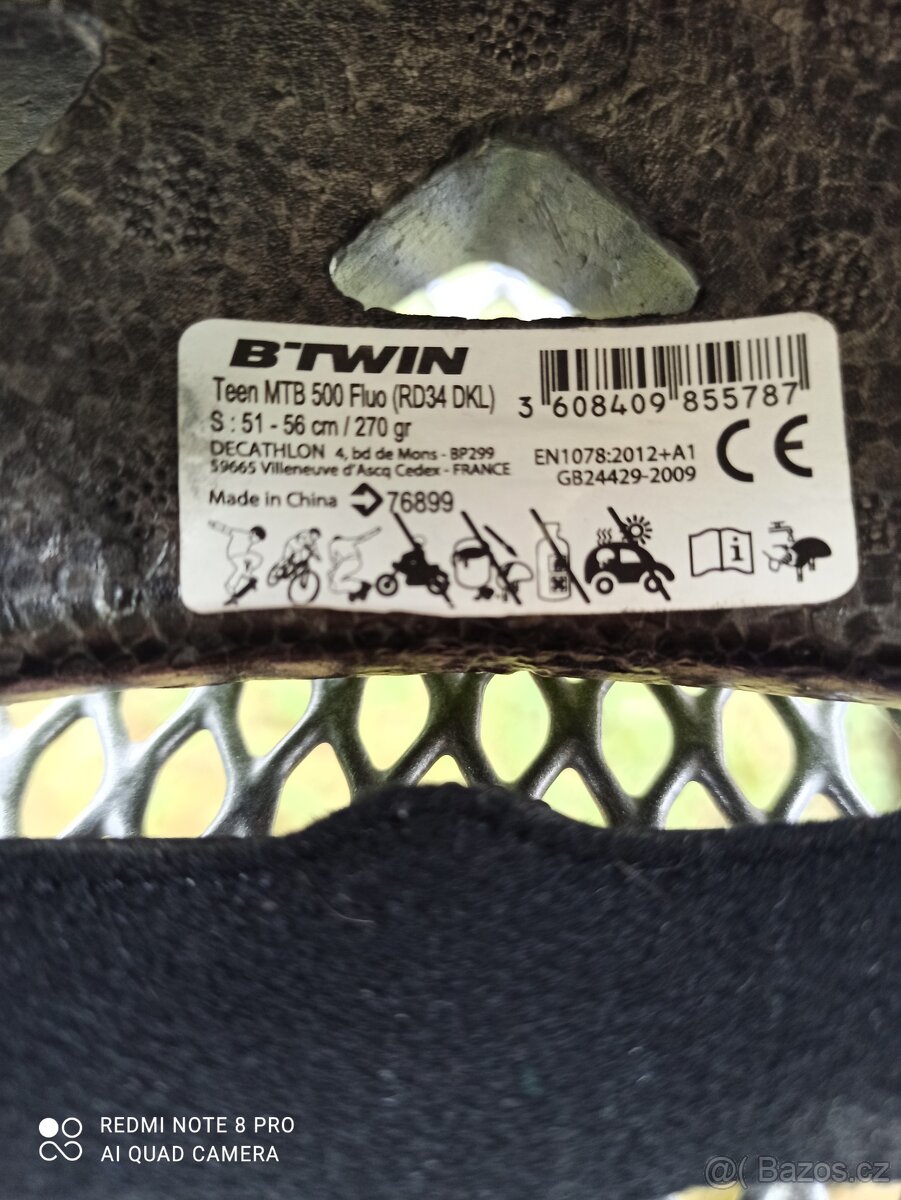 B'TWIN
Teen MTB 500 Fluo (RD34 DKL)
S : 51 - 56 cm / 270 gr
DECATHLON 4, bd de Mons - BP299
59665 Villeneuve d'Ascq Cedex - FRANCE
Made in China 76899
3 608409 855787
EN1078:2012+A1
GB24429-2009
CE
i
REDMI NOTE 8 PRO
AI QUAD CAMERA
@( Bazos.cz